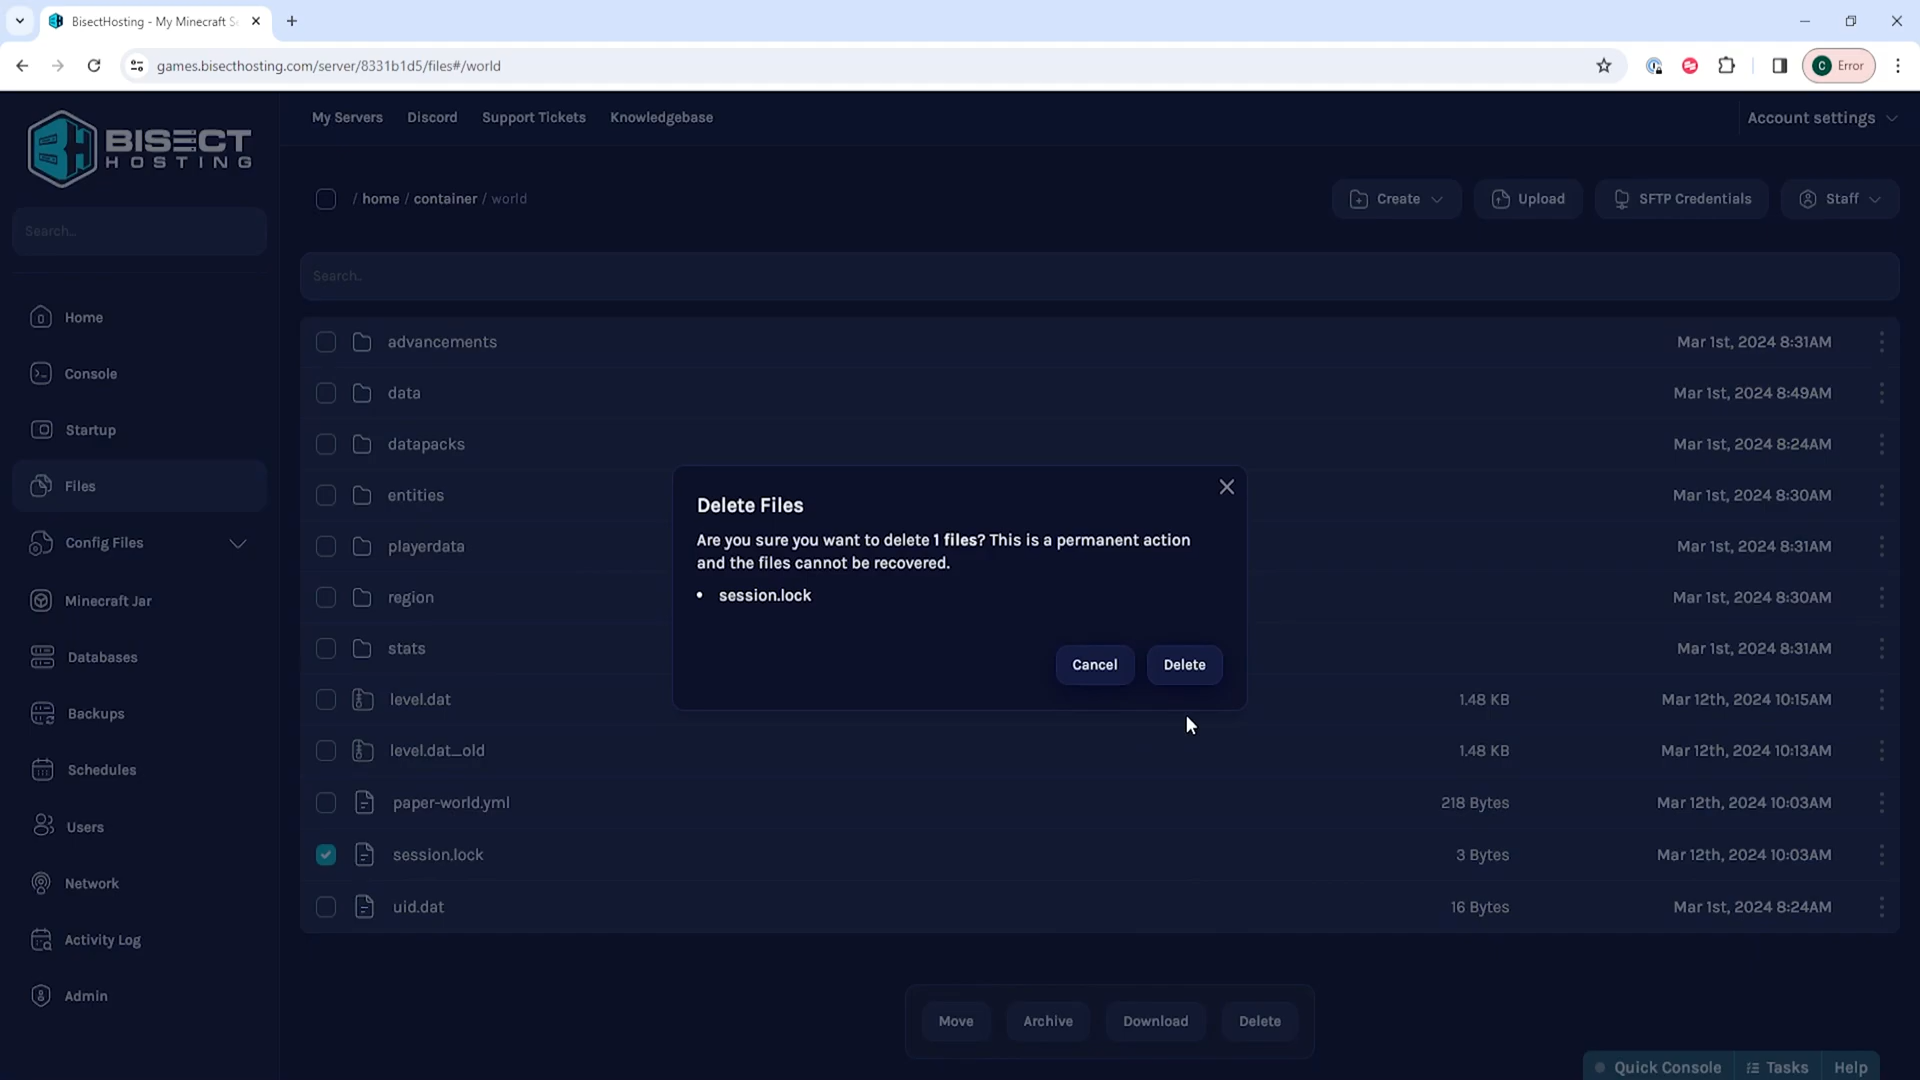 BisectHosting - My Minecraft S
games.bisecthosting.com/server/8331b1d5/files#/world
C
Error
BISECT
HOSTING
My Servers
Discord
Support Tickets
Knowledgebase
Account settings
/ home / container / world
Create
Upload
SFTP Credentials
Staff
Search...
Search..
Home
Console
Startup
Files
Config Files
Minecraft Jar
Databases
Backups
Schedules
Users
Network
Activity Log
Admin
advancements
Mar 1st, 2024 8:31AM
data
Mar 1st, 2024 8:49AM
datapacks
Mar 1st, 2024 8:24AM
entities
Mar 1st, 2024 8:30AM
playerdata
Mar 1st, 2024 8:31AM
region
Mar 1st, 2024 8:30AM
stats
Mar 1st, 2024 8:31AM
level.dat
1.48 KB
Mar 12th, 2024 10:15AM
level.dat_old
1.48 KB
Mar 12th, 2024 10:13AM
paper-world.yml
218 Bytes
Mar 12th, 2024 10:03AM
session.lock
3 Bytes
Mar 12th, 2024 10:03AM
uid.dat
16 Bytes
Mar 1st, 2024 8:24AM
Delete Files
Are you sure you want to delete 1 files? This is a permanent action
and the files cannot be recovered.
• session.lock
Cancel
Delete
Move
Archive
Download
Delete
Quick Console
Tasks
Help